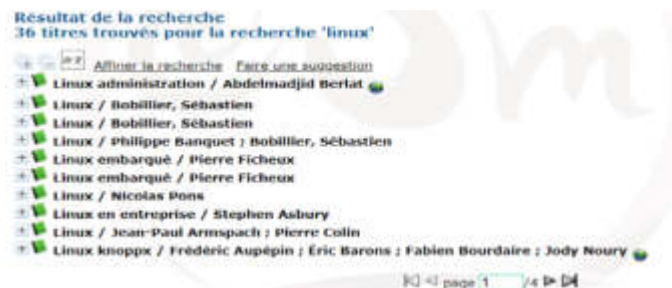 Résultat de la recherche
36 titres trouvés pour la recherche 'linux'
Affiner la recherche Faire une suggestion
Linux administration / Abdelmadjid Berlat
Linux / Bobillier, Sébastien
Linux / Bobillier, Sébastien
Linux / Philippe Banquet ; Bobillier, Sébastien
Linux embarqué / Pierre Ficheux
Linux embarqué / Pierre Ficheux
Linux / Nicolas Pons
Linux en entreprise / Stephen Asbury
Linux / Jean-Paul Armspach ; Pierre Colin
Linux knoppx / Frédéric Aupépin ; Éric Barons ; Fabien Bourdaire ; Jody Noury
page 1 /4